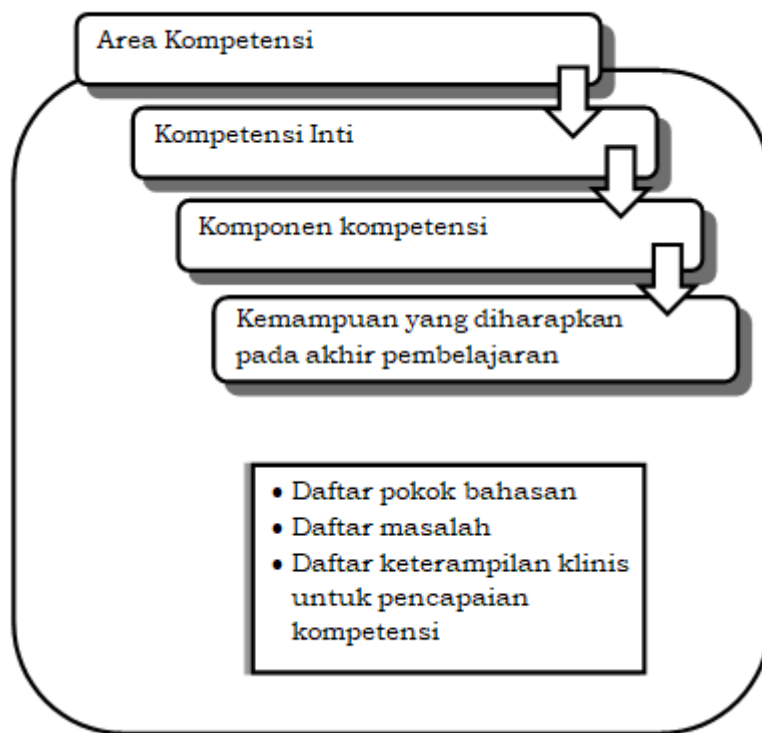 Area Kompetensi
Kompetensi Inti
Komponen kompetensi
Kemampuan yang diharapkan
pada akhir pembelajaran
• Daftar pokok bahasan
• Daftar masalah
• Daftar keterampilan klinis
untuk pencapaian
kompetensi